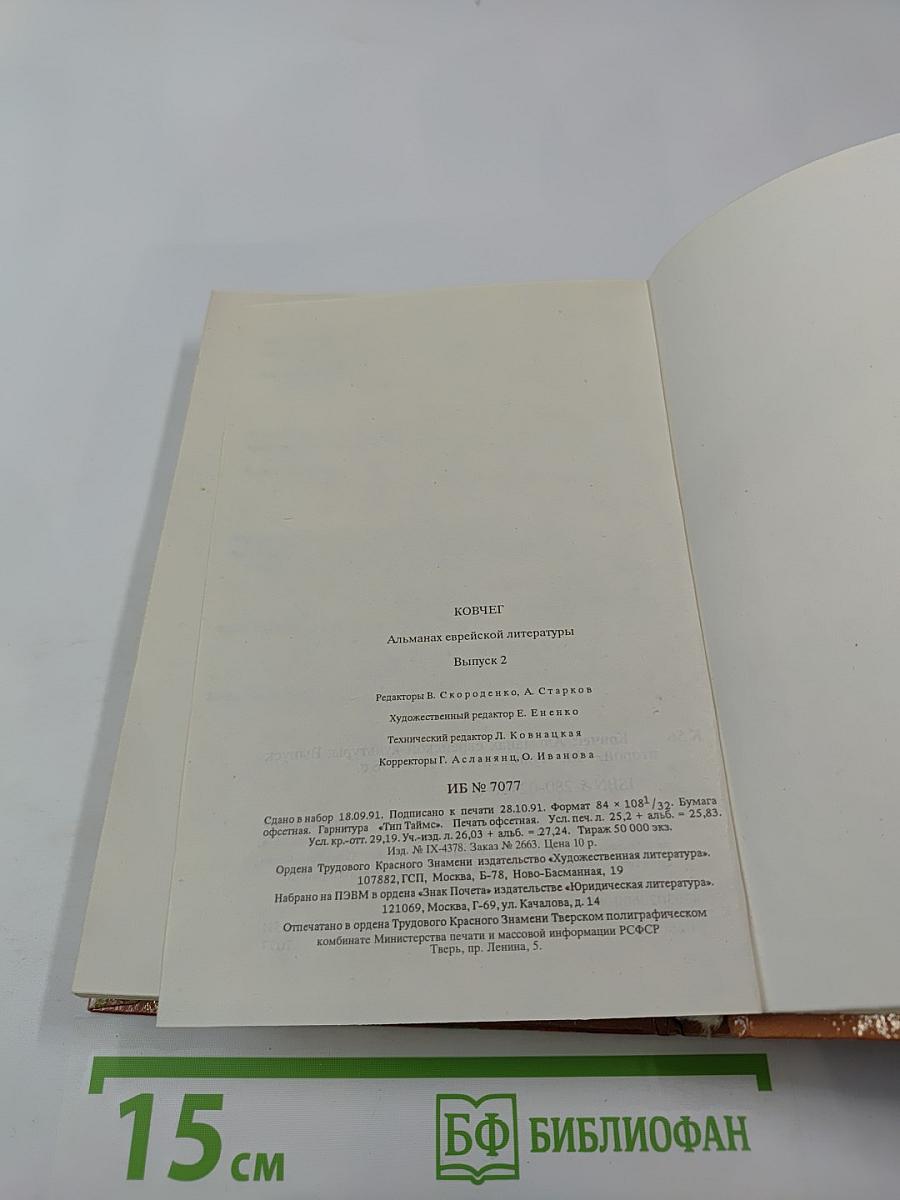 КОВЧЕГ
Альманах еврейской литературы
Выпуск 2
Редакторы В. Скороденко, А. Старков
Художественный редактор Е. Ененко
Технический редактор Л. Ковнацкая
Корректоры Г. Асланянц, О. Иванова
ИБ № 7077
Сдано в набор 18.09.91. Подписано к печати 28.10.91. Формат 84 × 108 1/32. Бумага
офсетная. Гарнитура «Тип Таймс». Печать офсетная. Усл. печ. л. 25,2 + альб. = 25,83.
Усл. кр.-отт. 29,19. Уч.-изд. л. 26,03 + альб. = 27,24. Тираж 50 000 экз.
Изд. № IX-4378. Заказ № 2663. Цена 10 р.
Ордена Трудового Красного Знамени издательство «Художественная литература».
107882, ГСП, Москва, Б-78, Ново-Басманная, 19
Набрано на ПЭВМ в ордена «Знак Почета» издательстве «Юридическая литература».
121069, Москва, Г-69, ул. Качалова, д. 14
Отпечатано в ордена Трудового Красного Знамени Тверском полиграфическом
комбинате Министерства печати и массовой информации РСФСР
Тверь, пр. Ленина, 5.
15 см
БФ БИБЛИОФАН